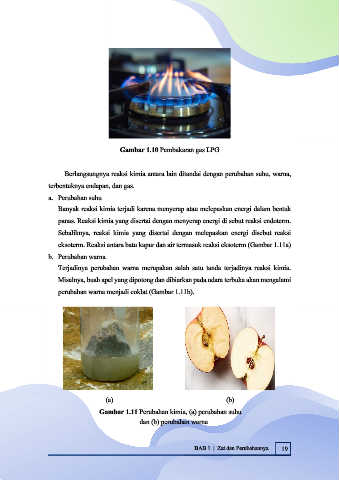 Gambar 1.10 Pembakaran gas LPG
Berlangsungnya reaksi kimia antara lain ditandai dengan perubahan suhu, warna,
terbentuknya endapan, dan gas.
a. Perubahan suhu
Banyak reaksi kimia terjadi karena menyerap atau melepaskan energi dalam bentuk
panas. Reaksi kimia yang disertai dengan menyerap energi di sebut reaksi endoterm.
Sebaliknya, reaksi kimia yang disertai dengan melepaskan energi disebut reaksi
eksoterm. Reaksi antara batu kapur dan air termasuk reaksi eksoterm (Gambar 1.11a)
b. Perubahan warna.
Terjadinya perubahan warna merupakan salah satu tanda terjadinya reaksi kimia.
Misalnya, buah apel yang dipotong dan dibiarkan pada udara terbuka akan mengalami
perubahan warna menjadi coklat (Gambar 1.11b).
(a) (b)
Gambar 1.11 Perubahan kimia, (a) perubahan suhu
dan (b) perubahan warna
BAB 1 | Zat dan Perubahannya 19